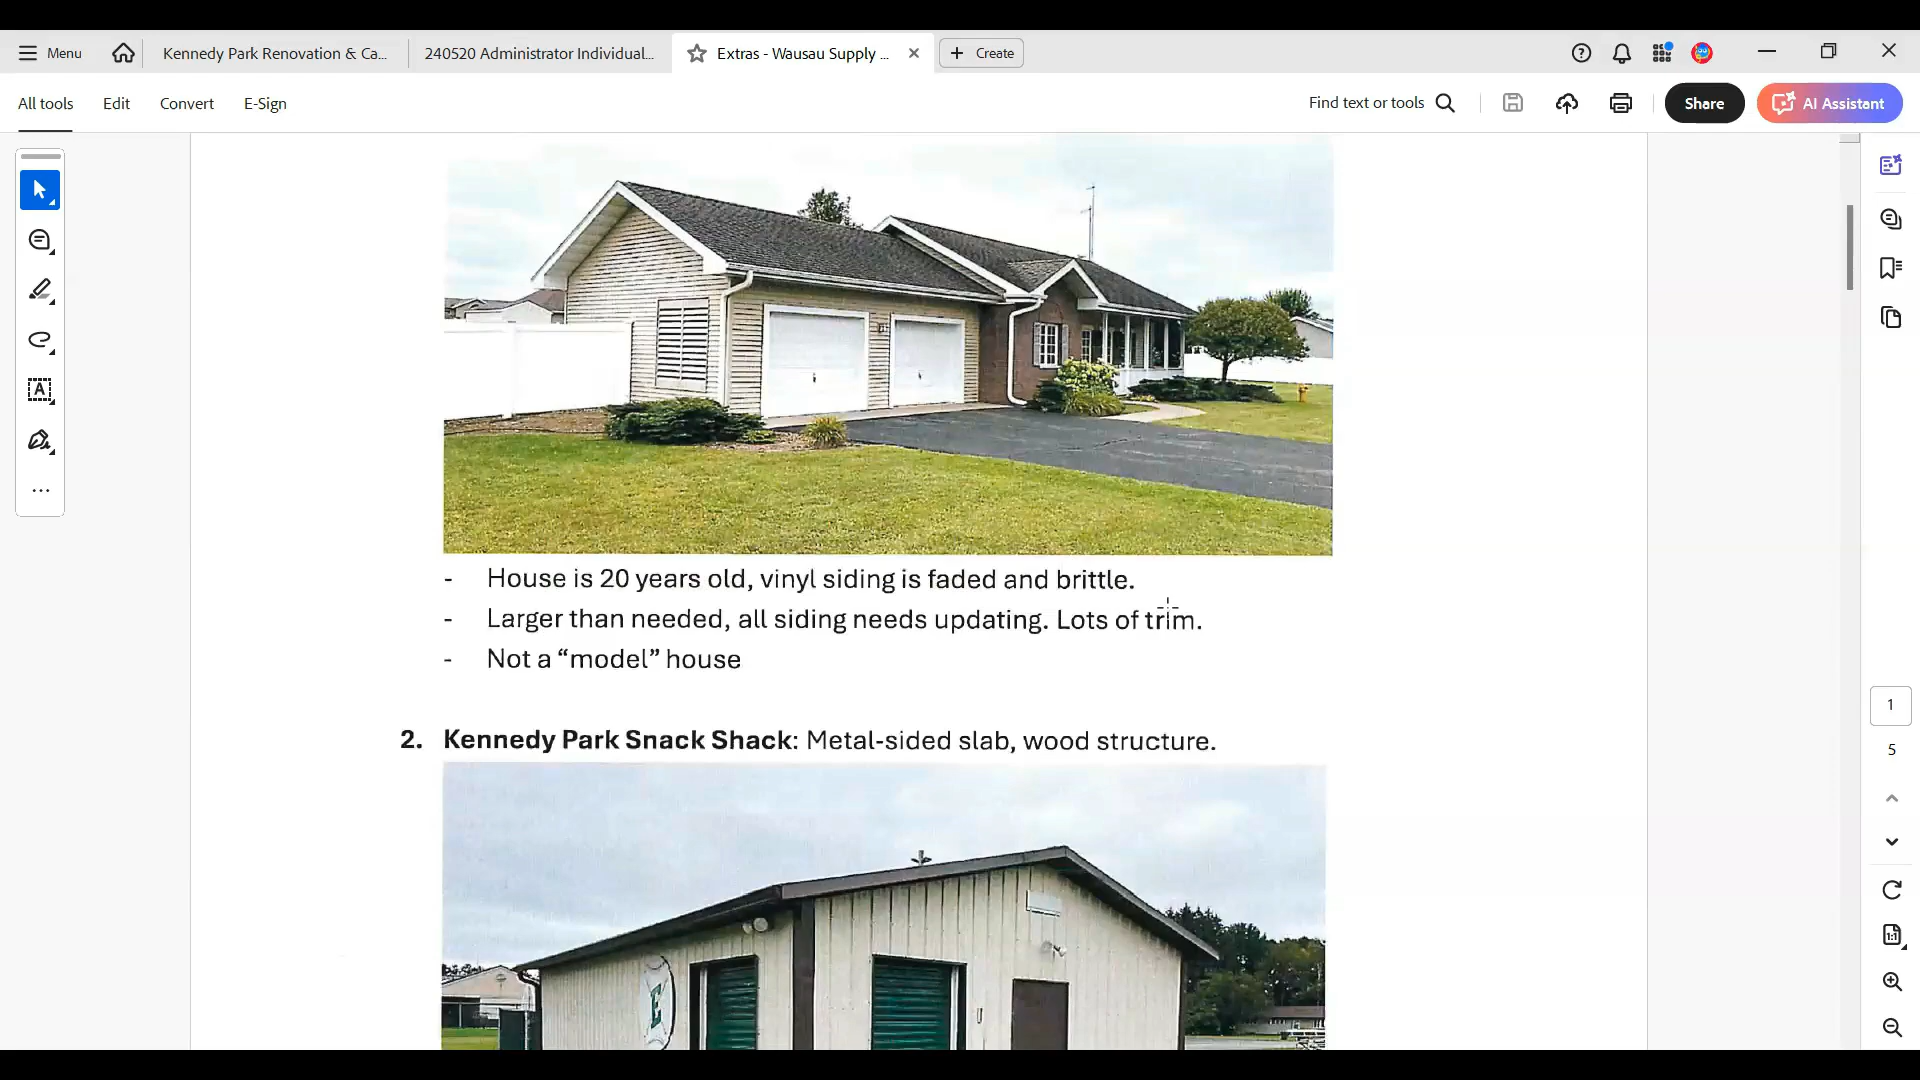 Menu
Kennedy Park Renovation & Ca...
240520 Administrator Individual...
Extras - Wausau Supply ...
Create
All tools
Edit
Convert
E-Sign
Find text or tools
Share
AI Assistant
- House is 20 years old, vinyl siding is faded and brittle.
- Larger than needed, all siding needs updating. Lots of trim.
- Not a “model” house
2. Kennedy Park Snack Shack: Metal-sided slab, wood structure.
E
1
5